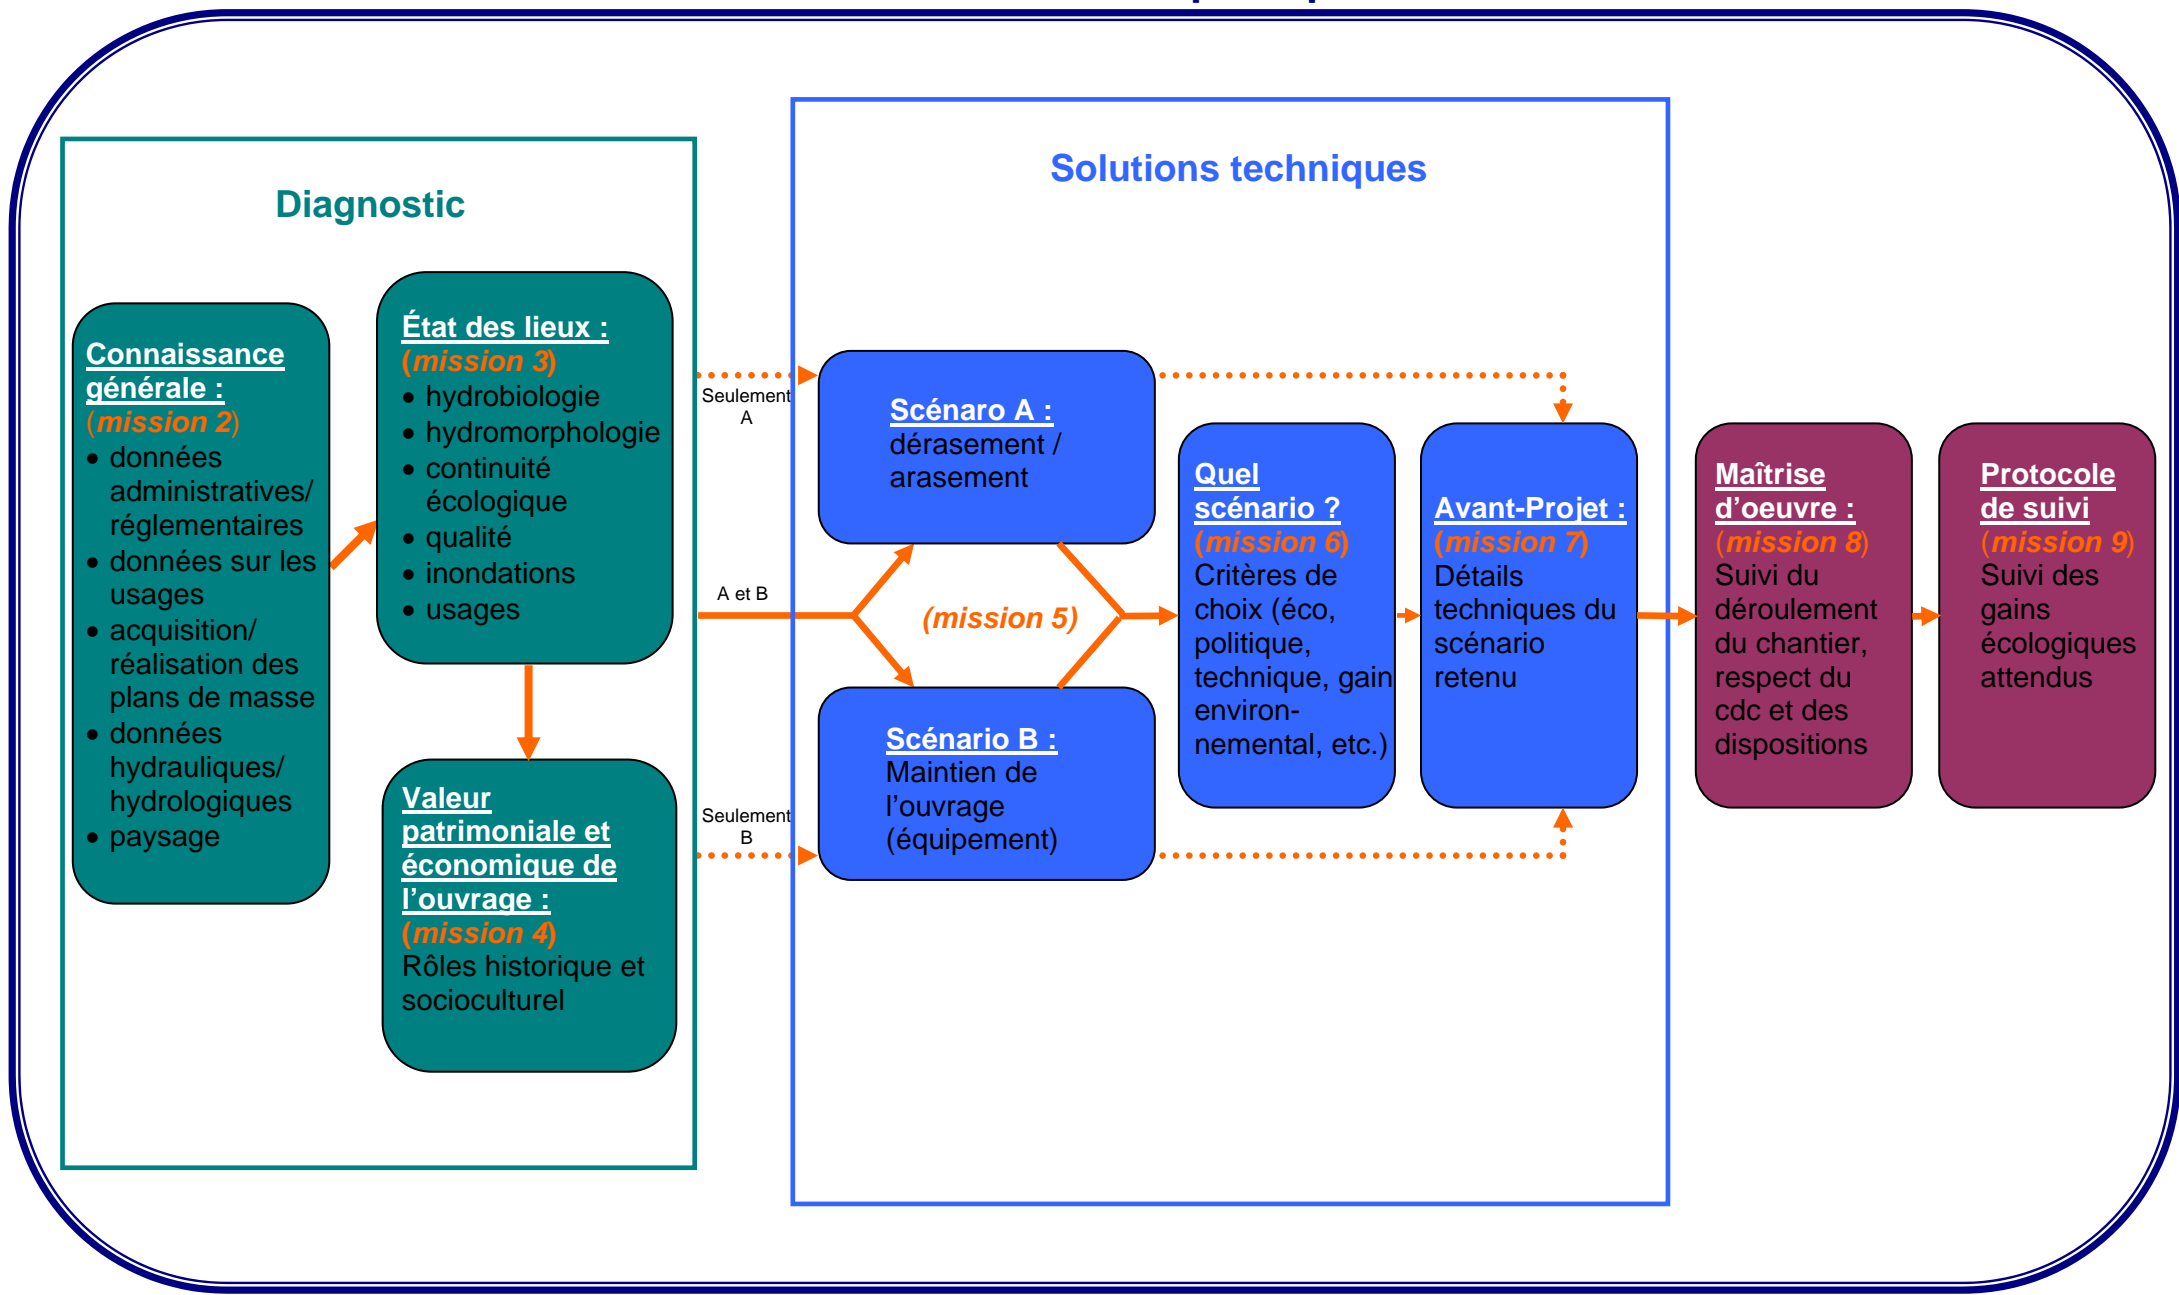 Diagnostic
Connaissance
générale :
(mission 2)
• données
administratives/
réglementaires
• données sur les
usages
• acquisition/
réalisation des
plans de masse
• données
hydrauliques/
hydrologiques
• paysage
État des lieux :
(mission 3)
• hydrobiologie
• hydromorphologie
• continuité
écologique
• qualité
• inondations
• usages
Valeur
patrimoniale et
économique de
l’ouvrage :
(mission 4)
Rôles historique et
socioculturel
Seulement
A
A et B
Seulement
B
Solutions techniques
Scénaro A :
dérasement /
arasement
(mission 5)
Scénario B :
Maintien de
l’ouvrage
(équipement)
Quel
scénario ?
(mission 6)
Critères de
choix (éco,
politique,
technique, gain
environ-
nemental, etc.)
Avant-Projet :
(mission 7)
Détails
techniques du
scénario
retenu
Maîtrise
d’oeuvre :
(mission 8)
Suivi du
déroulement
du chantier,
respect du
cdc et des
dispositions
Protocole
de suivi
(mission 9)
Suivi des
gains
écologiques
attendus